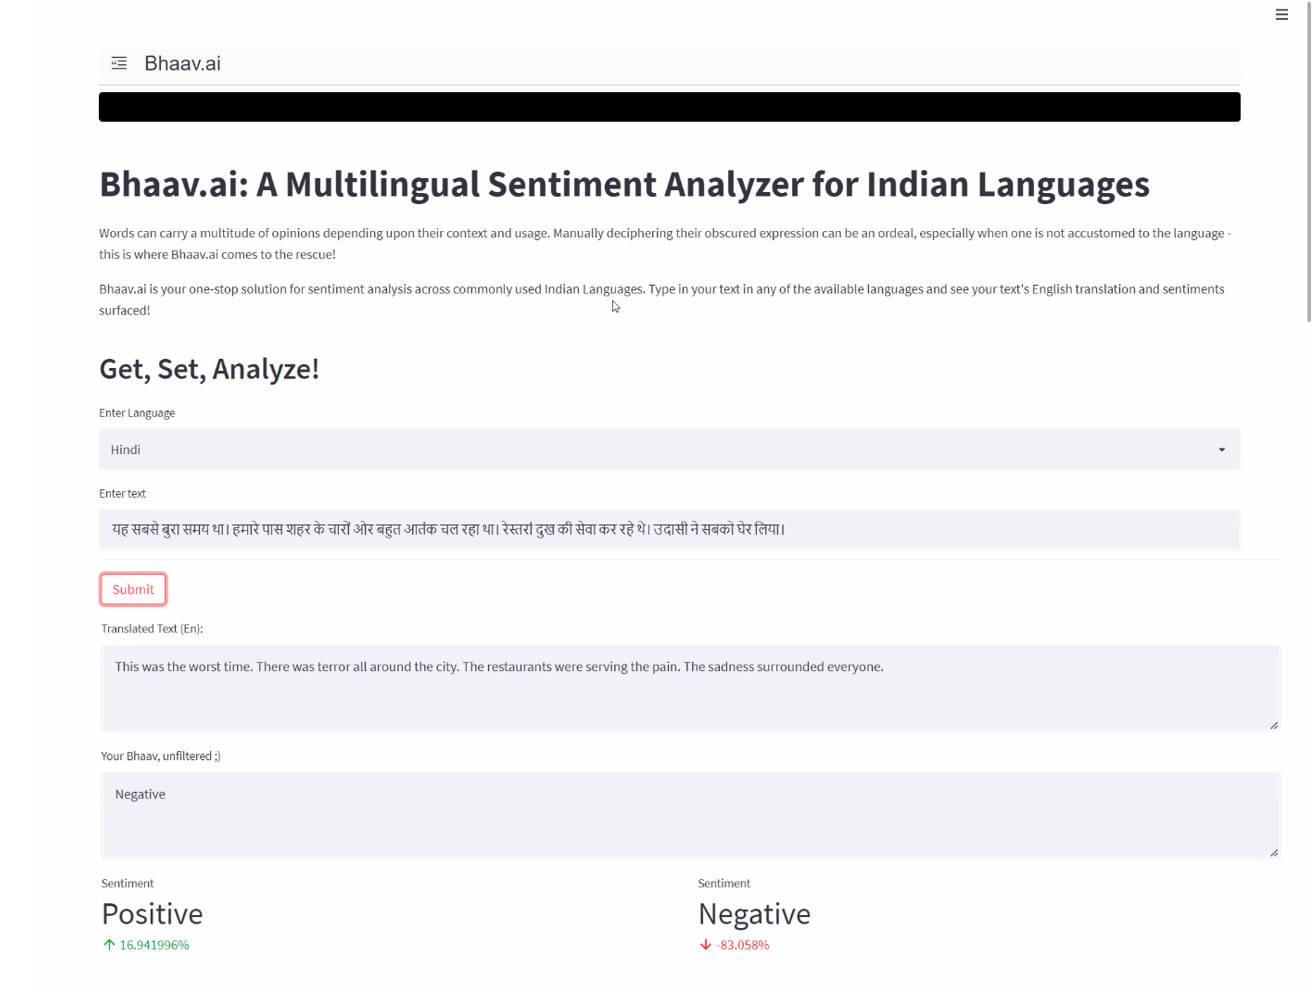 Bhaav.ai
Bhaav.ai: A Multilingual Sentiment Analyzer for Indian Languages
Words can carry a multitude of opinions depending upon their context and usage. Manually deciphering their obscured expression can be an ordeal, especially when one is not accustomed to the language -
this is where Bhaav.ai comes to the rescue!
Bhaav.ai is your one-stop solution for sentiment analysis across commonly used Indian Languages. Type in your text in any of the available languages and see your text's English translation and sentiments
surfaced!
Get, Set, Analyze!
Enter Language
Hindi
Enter text
यह सबसे बुरा समय था। हमारे पास शहर के चारों ओर बहुत आतंक चल रहा था। रेस्तरां दुख की सेवा कर रहे थे। उदासी ने सबको घेर लिया।
Submit
Translated Text (En):
This was the worst time. There was terror all around the city. The restaurants were serving the pain. The sadness surrounded everyone.
Your Bhaav, unfiltered ;)
Negative
Sentiment Sentiment
Positive Negative
16.941996% -83.058%